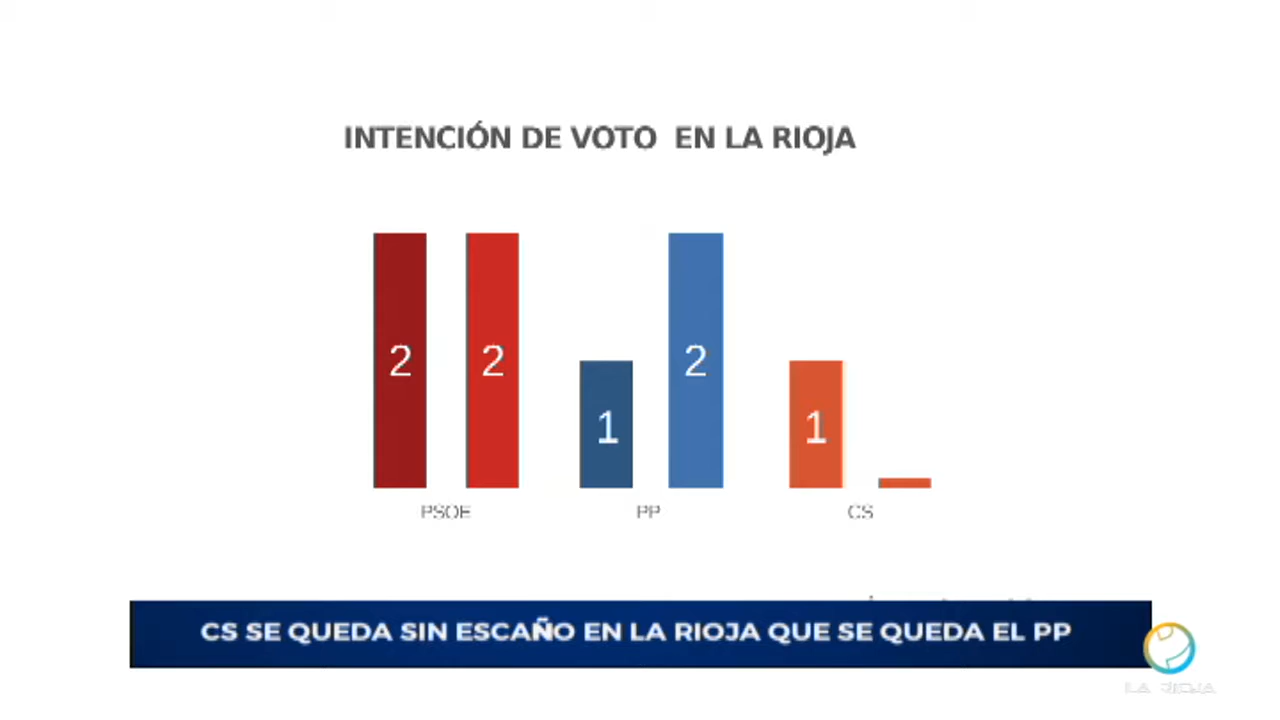 INTENCIÓN DE VOTO EN LA RIOJA
2 2 1 2 1
PSOE PP CS
CS SE QUEDA SIN ESCAÑO EN LA RIOJA QUE SE QUEDA EL PP
LA RIOJA